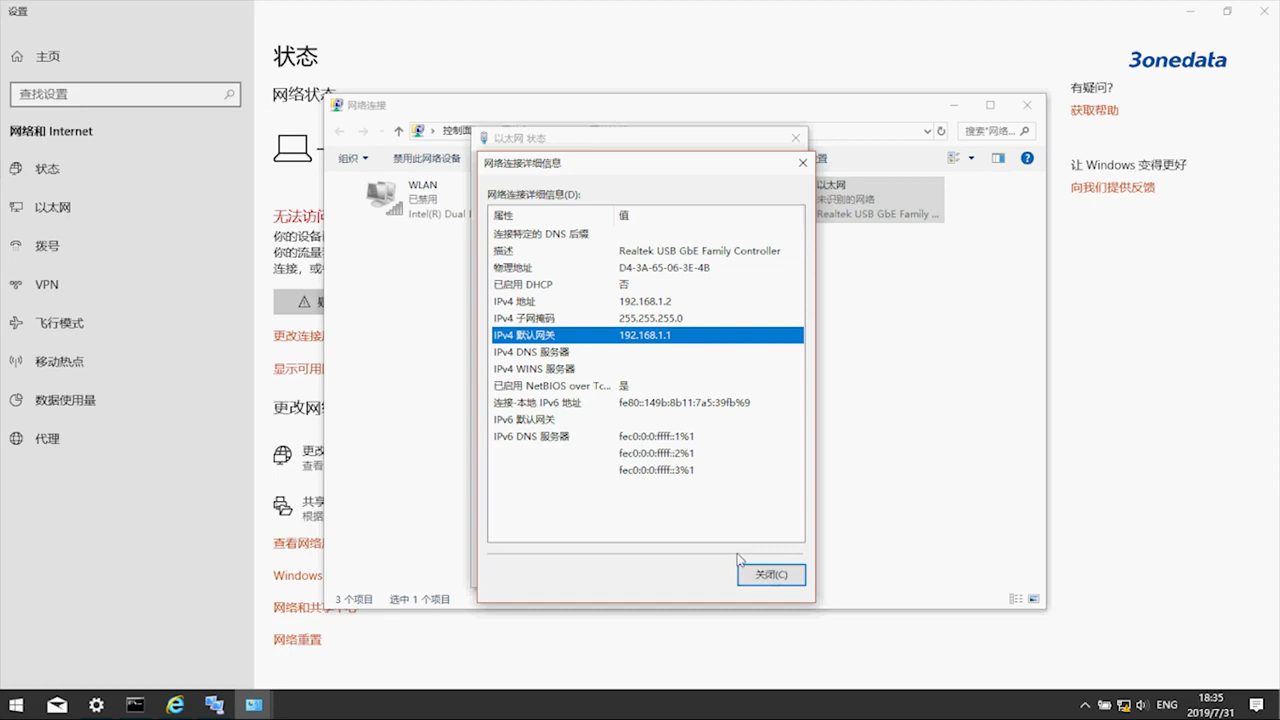 设置
主页
查找设置
网络和 Internet
状态
以太网
拨号
VPN
飞行模式
移动热点
数据使用量
代理
状态
网络状态
无法访问
你的设备
你的流量
连接，或
更改连接
显示可用
更改网
更改
查看
共享
根据
查看网络
Windows
网络和共享中心
网络重置
3onedata
有疑问?
获取帮助
让 Windows 变得更好
向我们提供反馈
网络连接
控制面
搜索"网络...
组织
禁用此网络设备
置
WLAN
已禁用
Intel(R) Dual
以太网
未识别的网络
Realtek USB GbE Family ...
3 个项目
选中 1 个项目
以太网 状态
网络连接详细信息
网络连接详细信息(D):
属性 值
连接特定的 DNS 后缀
描述 Realtek USB GbE Family Controller
物理地址 D4-3A-65-06-3E-4B
已启用 DHCP 否
IPv4 地址 192.168.1.2
IPv4 子网掩码 255.255.255.0
IPv4 默认网关 192.168.1.1
IPv4 DNS 服务器
IPv4 WINS 服务器
已启用 NetBIOS over Tc... 是
连接-本地 IPv6 地址 fe80::149b:8b11:7a5:39fb%9
IPv6 默认网关
IPv6 DNS 服务器 fec0:0:0:ffff::1%1
fec0:0:0:ffff::2%1
fec0:0:0:ffff::3%1
关闭(C)
ENG
18:35
2019/7/31